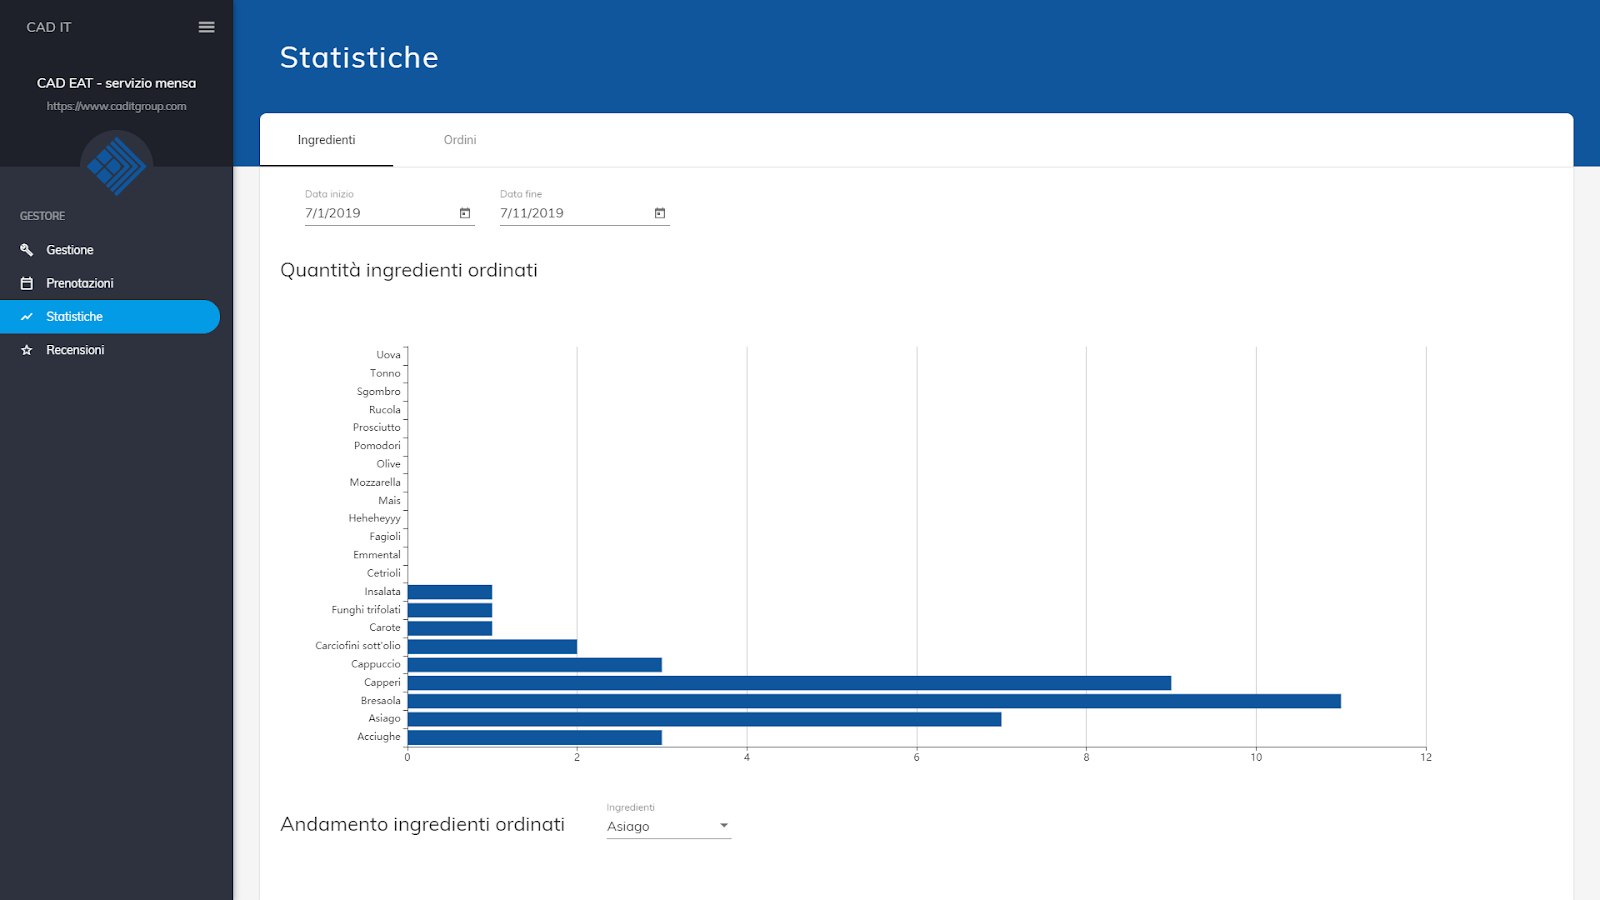 CAD IT
CAD EAT - servizio mensa
https://www.caditgroup.com
GESTORE
Gestione
Prenotazioni
Statistiche
Recensioni
Statistiche
Ingredienti
Ordini
Data inizio
7/1/2019
Data fine
7/11/2019
Quantità ingredienti ordinati
Uova
Tonno
Sgombro
Rucola
Prosciutto
Pomodori
Olive
Mozzarella
Mais
Heheheyyy
Fagioli
Emmental
Cetrioli
Insalata
Funghi trifolati
Carote
Carciofini sott'olio
Cappuccio
Capperi
Bresaola
Asiago
Acciughe
0 2 4 6 8 10 12
Andamento ingredienti ordinati
Ingredienti
Asiago